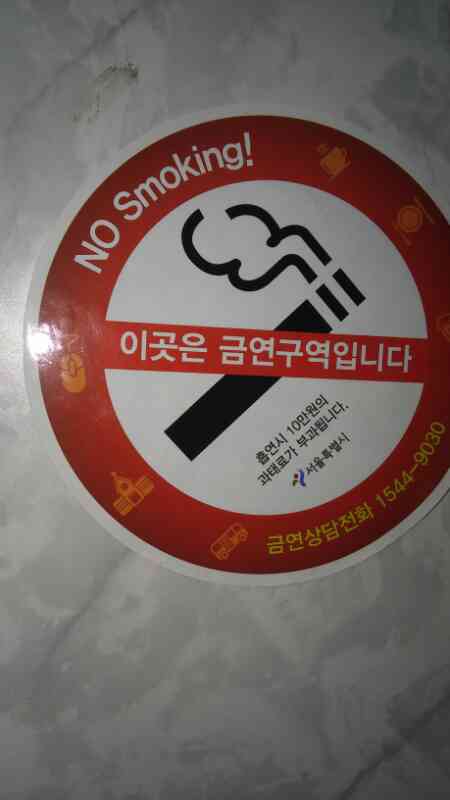 NO Smoking!
이곳은 금연구역입니다
흡연시 10만원의
과태료가 부과됩니다.
서울특별시
금연상담전화 1544-9030